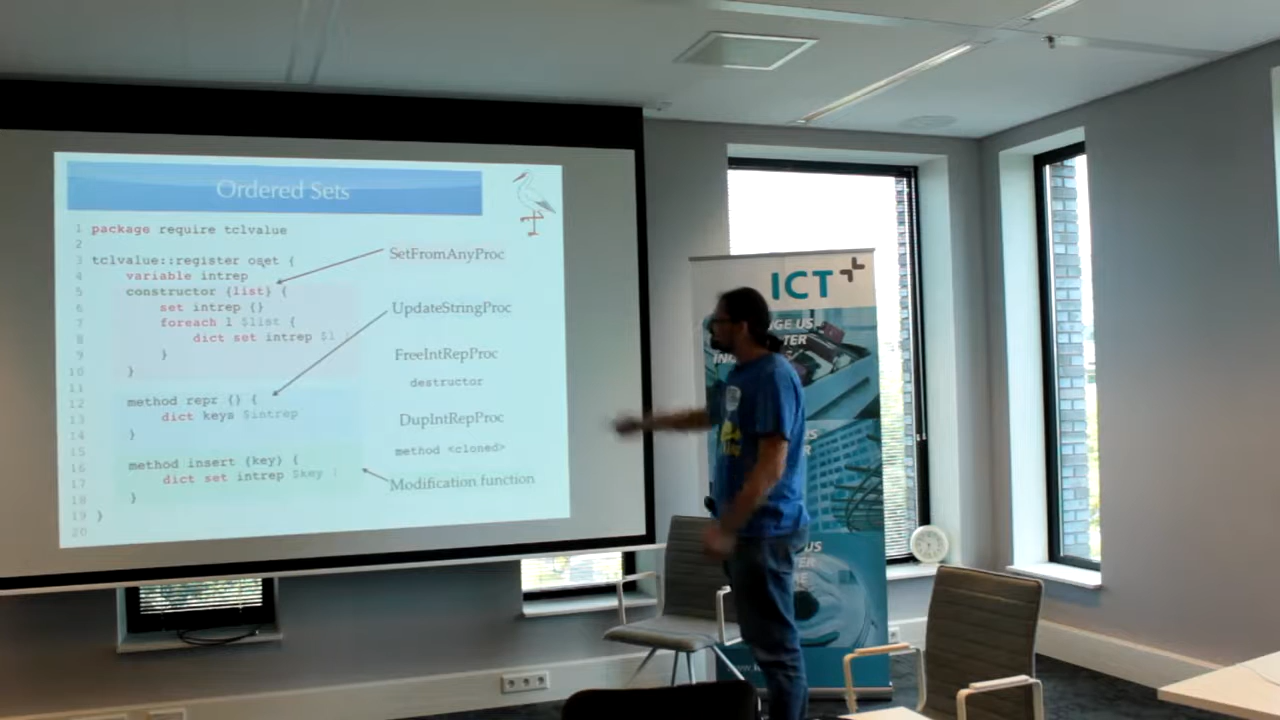 Ordered Sets
1 package require tclvalue
2
3 tclvalue::register oset {
4 variable intrep
5 constructor {list} {
6 set intrep {}
7 foreach l $list {
8 dict set intrep $l
9 }
10 }
11
12 method repr {} {
13 dict keys $intrep
14 }
15
16 method insert {key} {
17 dict set intrep $key {
18 }
19 }
20
SetFromAnyProc
UpdateStringProc
FreeIntRepProc
destructor
DupIntRepProc
method <cloned>
Modification function
ICT